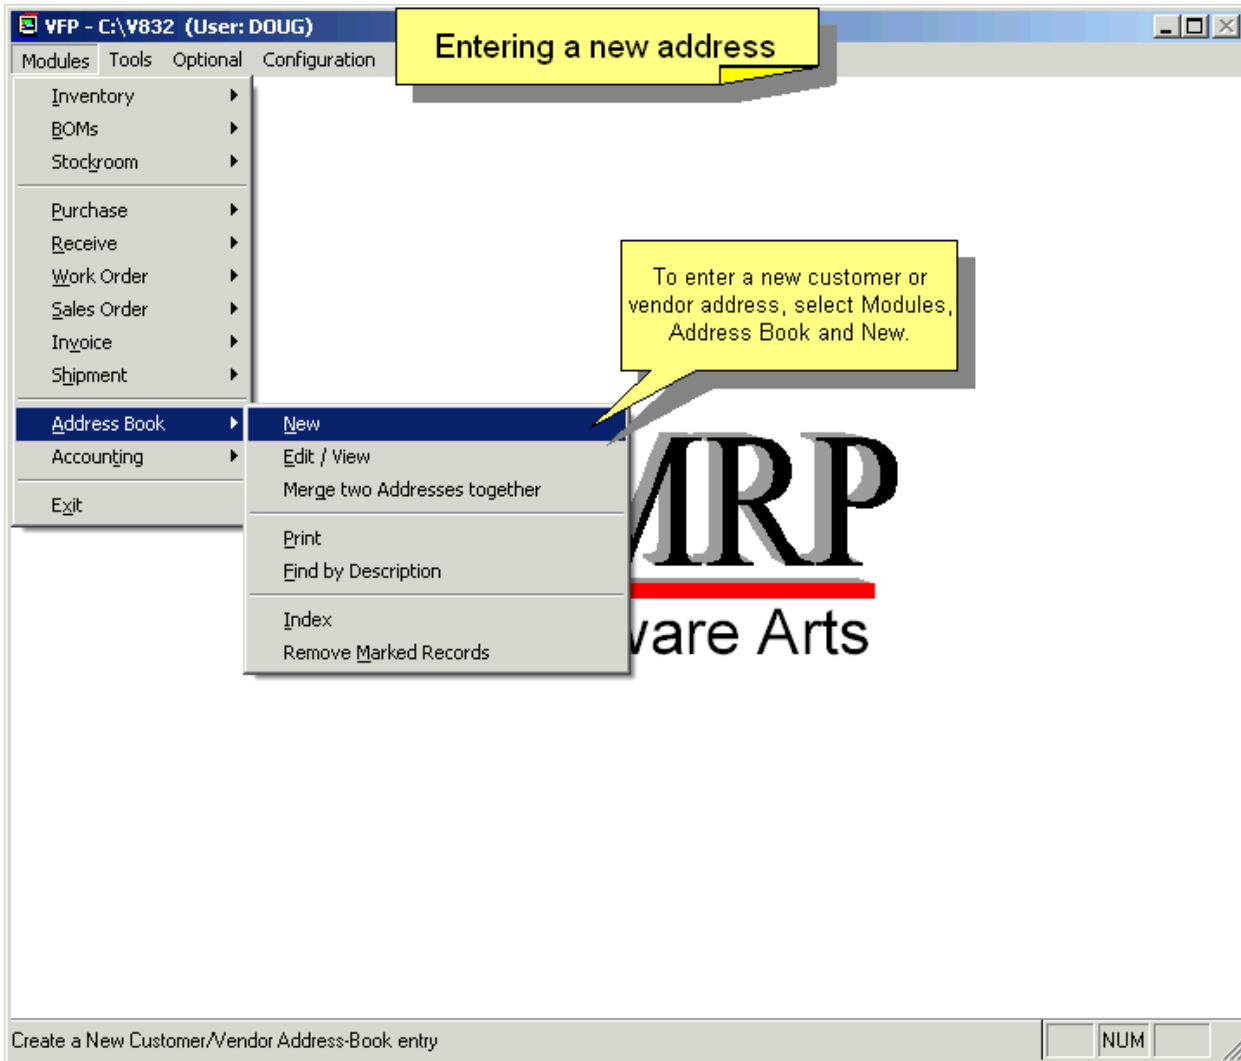 VFP - C:\V832 (User: DOUG)
Entering a new address
Modules Tools Optional Configuration
Inventory
BOMs
Stockroom
Purchase
Receive
Work Order
Sales Order
Invoice
Shipment
To enter a new customer or
vendor address, select Modules,
Address Book and New.
Address Book
Accounting
Exit
New
Edit / View
Merge two Addresses together
Print
Find by Description
Index
Remove Marked Records
MRP
ware Arts
Create a New Customer/Vendor Address-Book entry
NUM